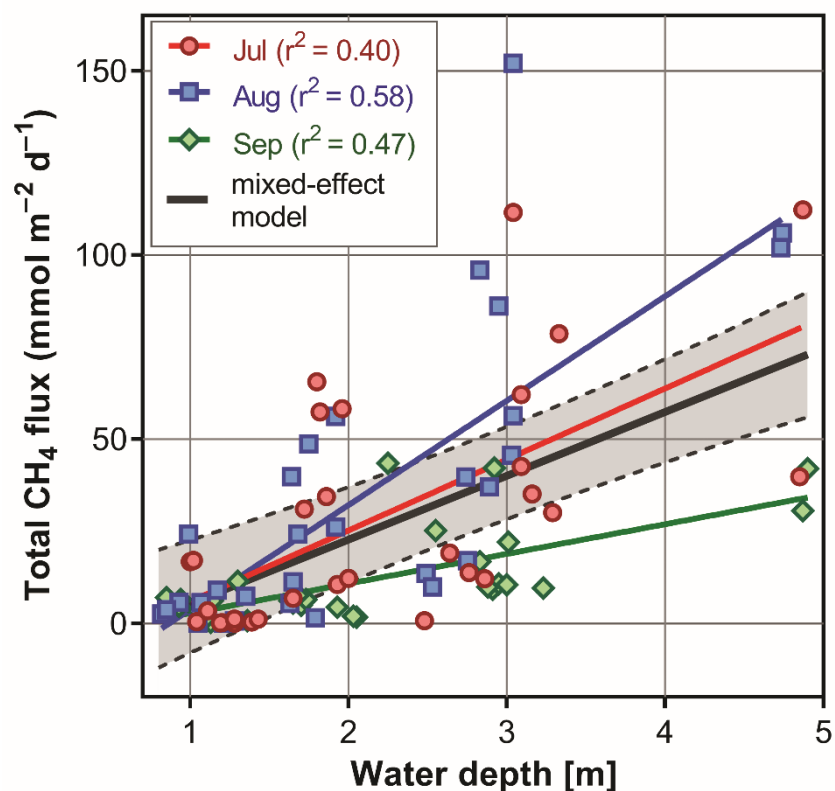 Jul (r² = 0.40)
Aug (r² = 0.58)
Sep (r² = 0.47)
mixed-effect
model
Total CH₄ flux (mmol m⁻² d⁻¹)
150
100
50
0
1 2 3 4 5
Water depth [m]